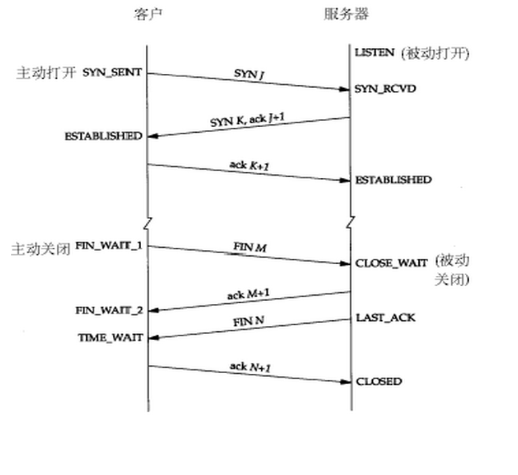 客户 服务器
LISTEN (被动打开)
主动打开 SYN_SENT SYN J
SYN_RCVD
SYN K, ack J+1
ESTABLISHED
ack K+1
ESTABLISHED
主动关闭 FIN_WAIT_1 FIN M
CLOSE_WAIT (被动
关闭)
ack M+1
FIN_WAIT_2
FIN N LAST_ACK
TIME_WAIT
ack N+1
CLOSED